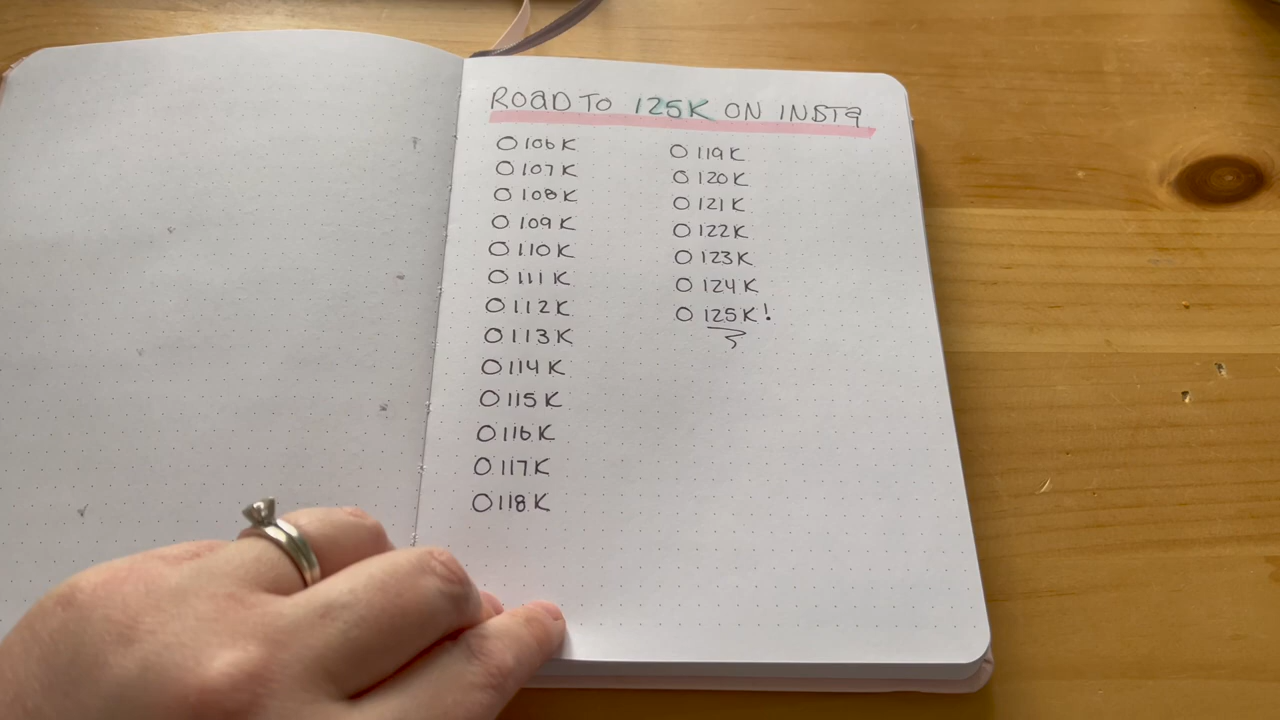 ROAD TO 125K ON INSTA
O 106K
O 107K
O 108K
O 109K
O 110K
O 111K
O 112K
O 113K
O 114K
O 115K
O 116K
O 117K
O 118K
O 119K
O 120K
O 121K
O 122K
O 123K
O 124K
O 125K!